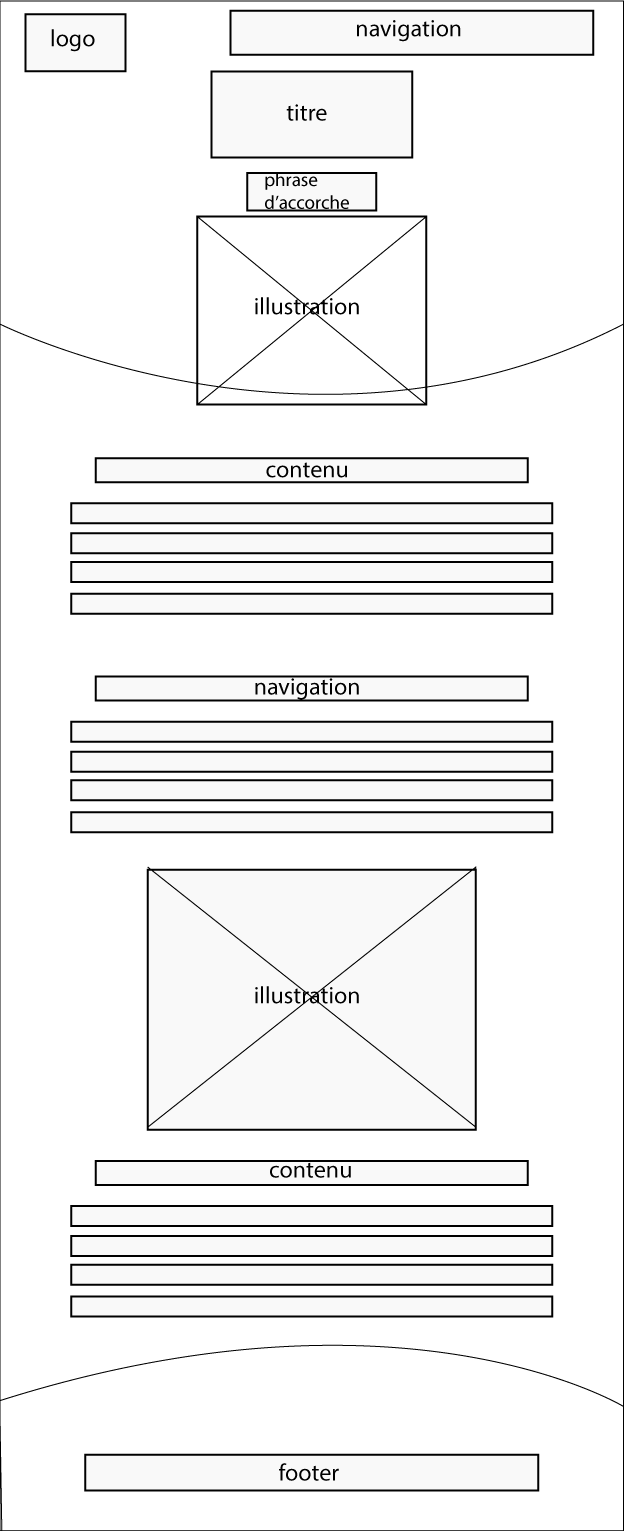 logo
navigation
titre
phrase
d'accorche
illustration
contenu
navigation
illustration
contenu
footer